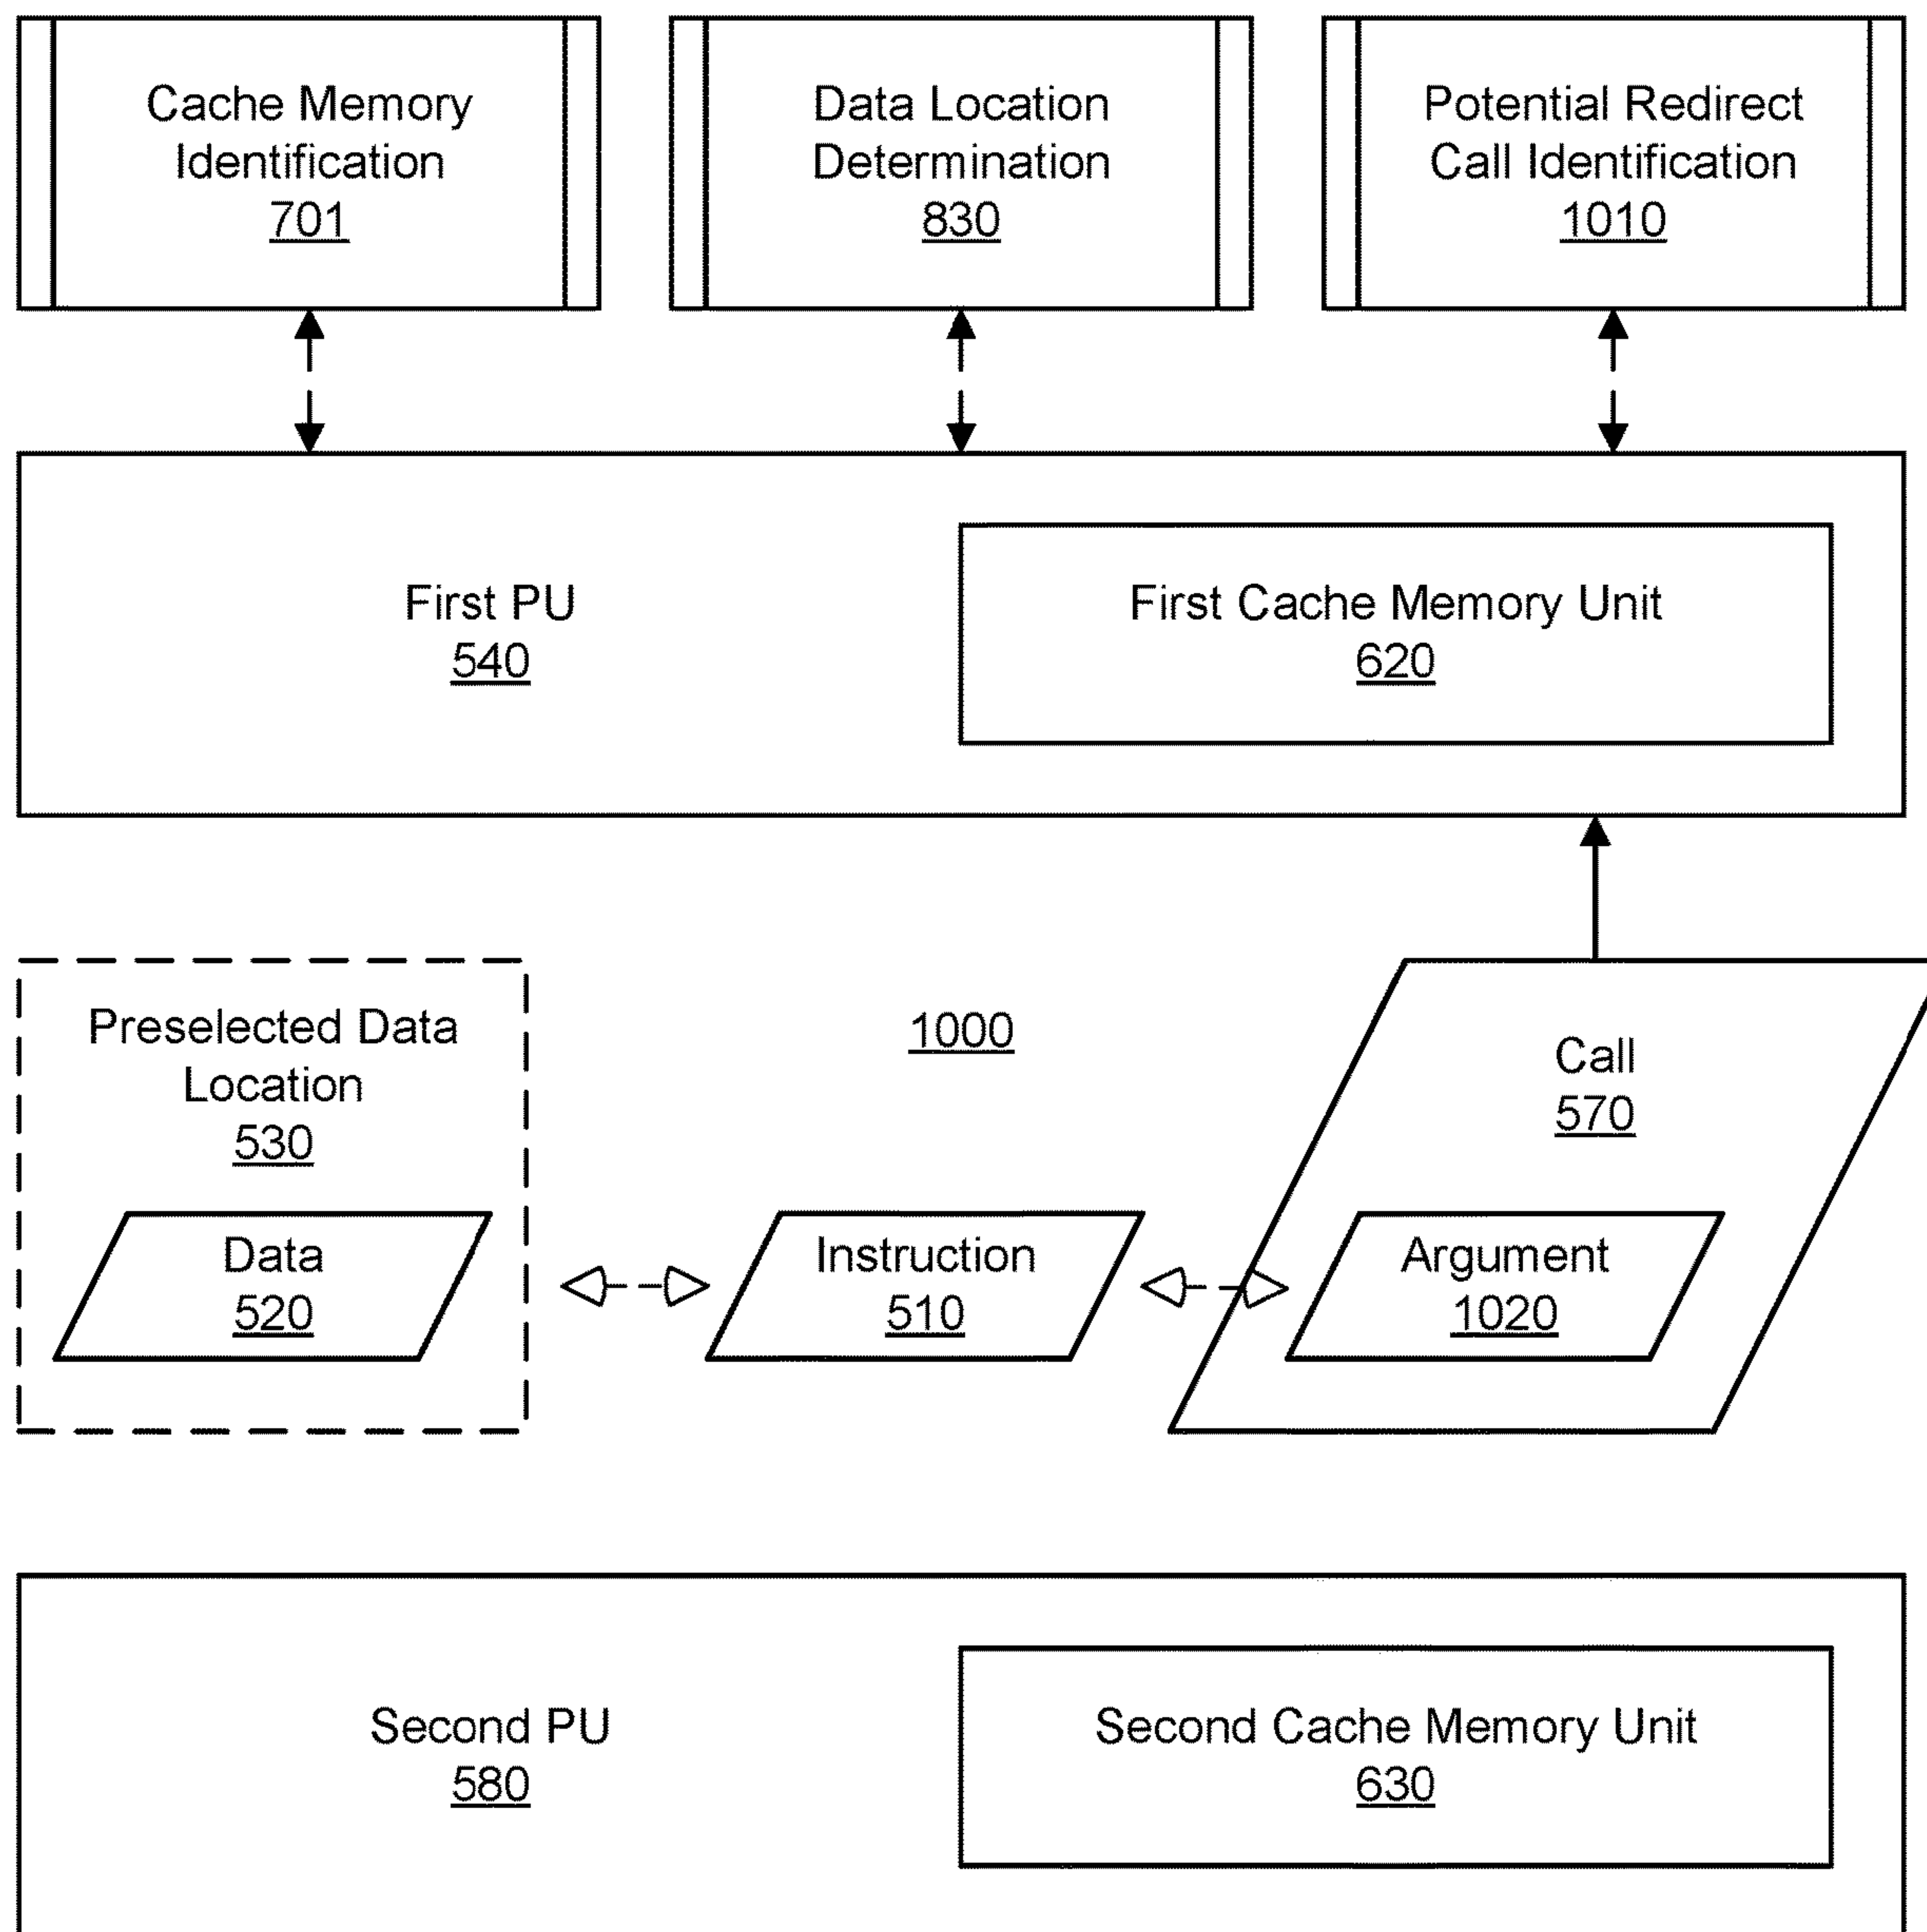 Cache Memory
Identification
701
Data Location
Determination
830
Potential Redirect
Call Identification
1010
First PU
540
First Cache Memory Unit
620
Preselected Data
Location
530
1000
Call
570
Data
520
Instruction
510
Argument
1020
Second PU
580
Second Cache Memory Unit
630